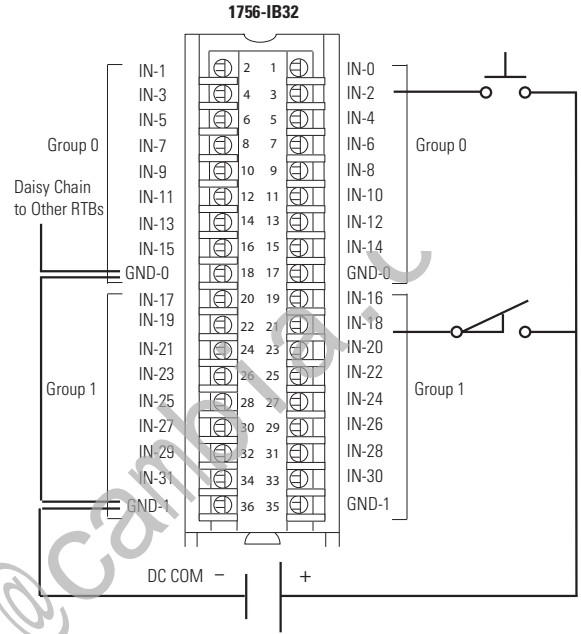 1756-IB32
IN-1 2 1 IN-0
IN-3 4 3 IN-2
IN-5 6 5 IN-4
Group 0 IN-7 8 7 IN-6 Group 0
IN-9 10 9 IN-8
Daisy Chain
to Other RTBs
IN-11 12 11 IN-10
IN-13 14 13 IN-12
IN-15 16 15 IN-14
GND-0 18 17 GND-0
IN-17 20 19 IN-16
IN-19 22 21 IN-18
IN-21 24 23 IN-20
IN-23 26 25 IN-22
Group 1 IN-25 28 27 IN-24 Group 1
IN-27 30 29 IN-26
IN-29 32 31 IN-28
IN-31 34 33 IN-30
GND-1 36 35 GND-1
DC COM – +